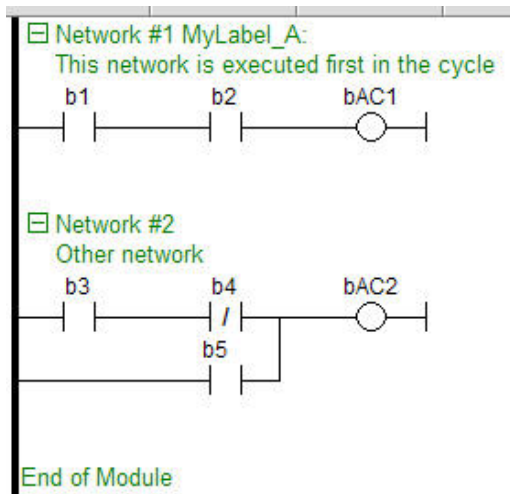 Network #1 MyLabel_A:
This network is executed first in the cycle
b1 b2 bAC1
Network #2
Other network
b3 b4 bAC2
/
b5
End of Module